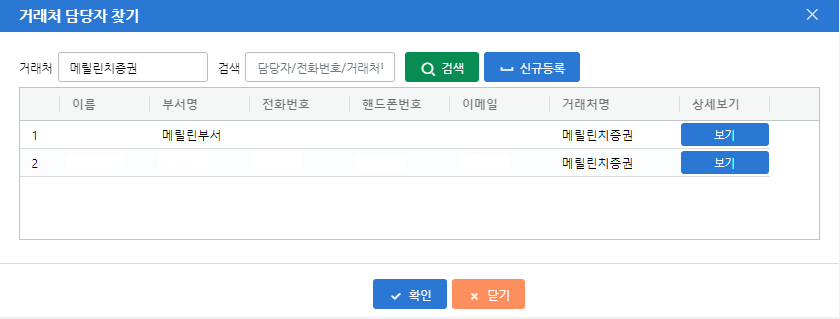 거래처 담당자 찾기
거래처 메릴린치증권 검색 담당자/전화번호/거래처 검색 신규등록
이름 부서명 전화번호 핸드폰번호 이메일 거래처명 상세보기
1 메릴린부서 메릴린치증권 보기
2 메릴린치증권 보기
확인 닫기